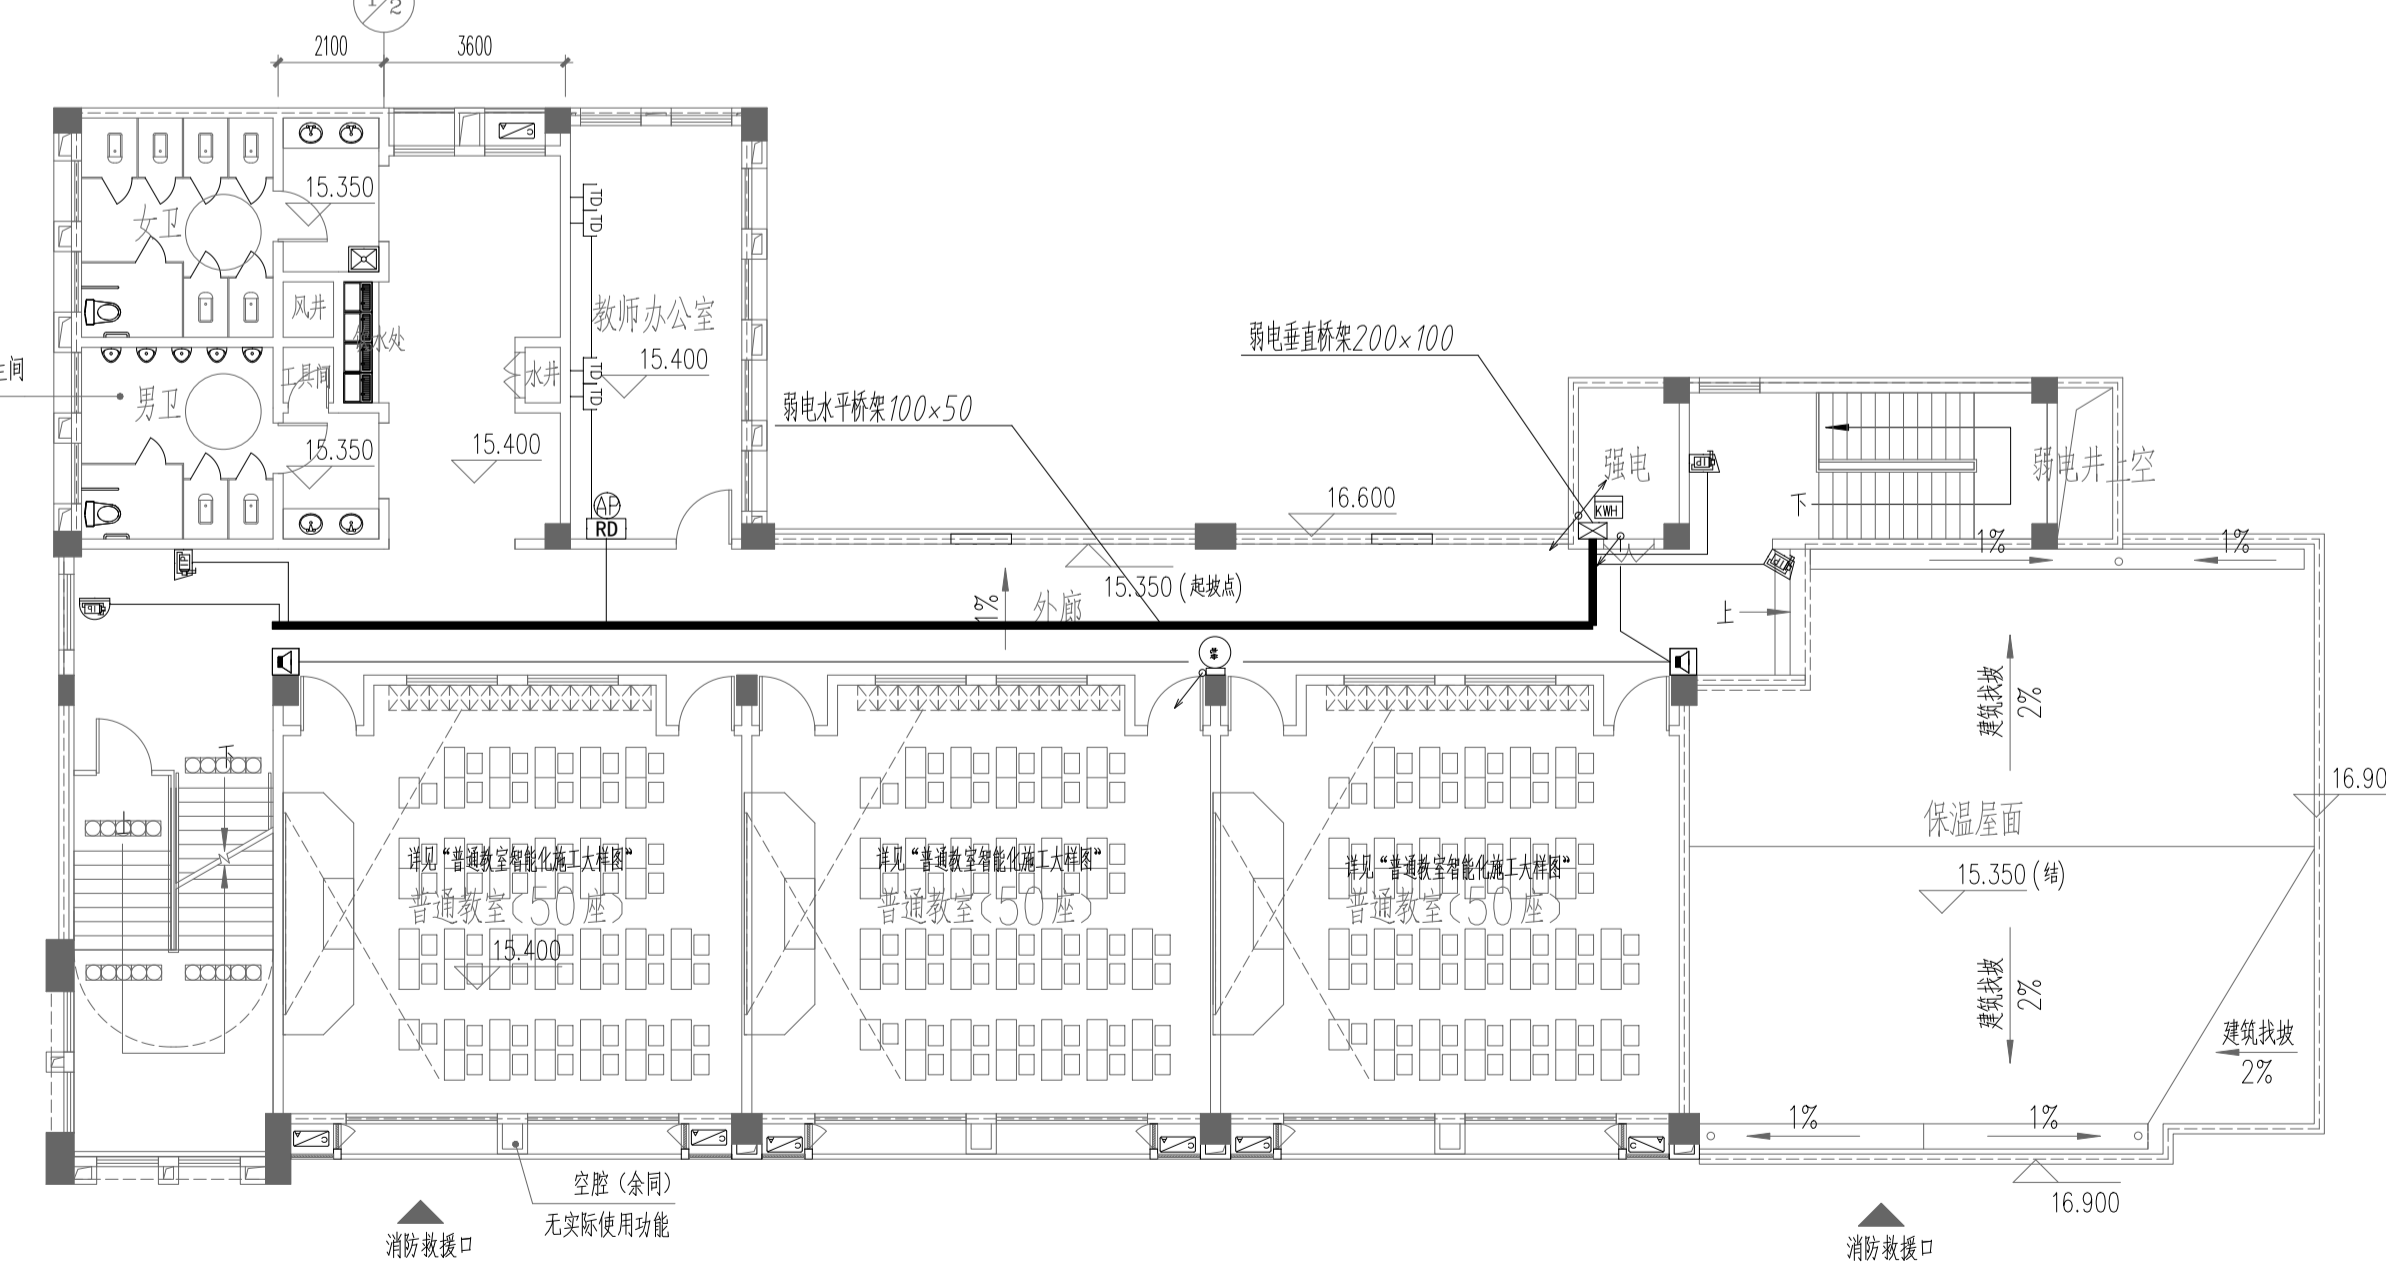 1/2
2100
3600
15.350
女卫
风井
教师办公室
15.400
TD
TD
TD
TD
水井
工具间
男卫
15.350
15.400
AP
RD
弱电垂直桥架200×100
弱电水平桥架100×50
强电
KWH
16.600
弱电井上空
下
1%
1%
15.350(起坡点)
1%
外廊
上
下
上
建筑找坡
2%
16.90
保温屋面
15.350(结)
详见“普通教室智能化施工大样图”
详见“普通教室智能化施工大样图”
详见“普通教室智能化施工大样图”
普通教室(50座)
普通教室(50座)
普通教室(50座)
15.400
建筑找坡
2%
建筑找坡
2%
1%
1%
空腔(余同)
无实际使用功能
16.900
消防救援口
消防救援口